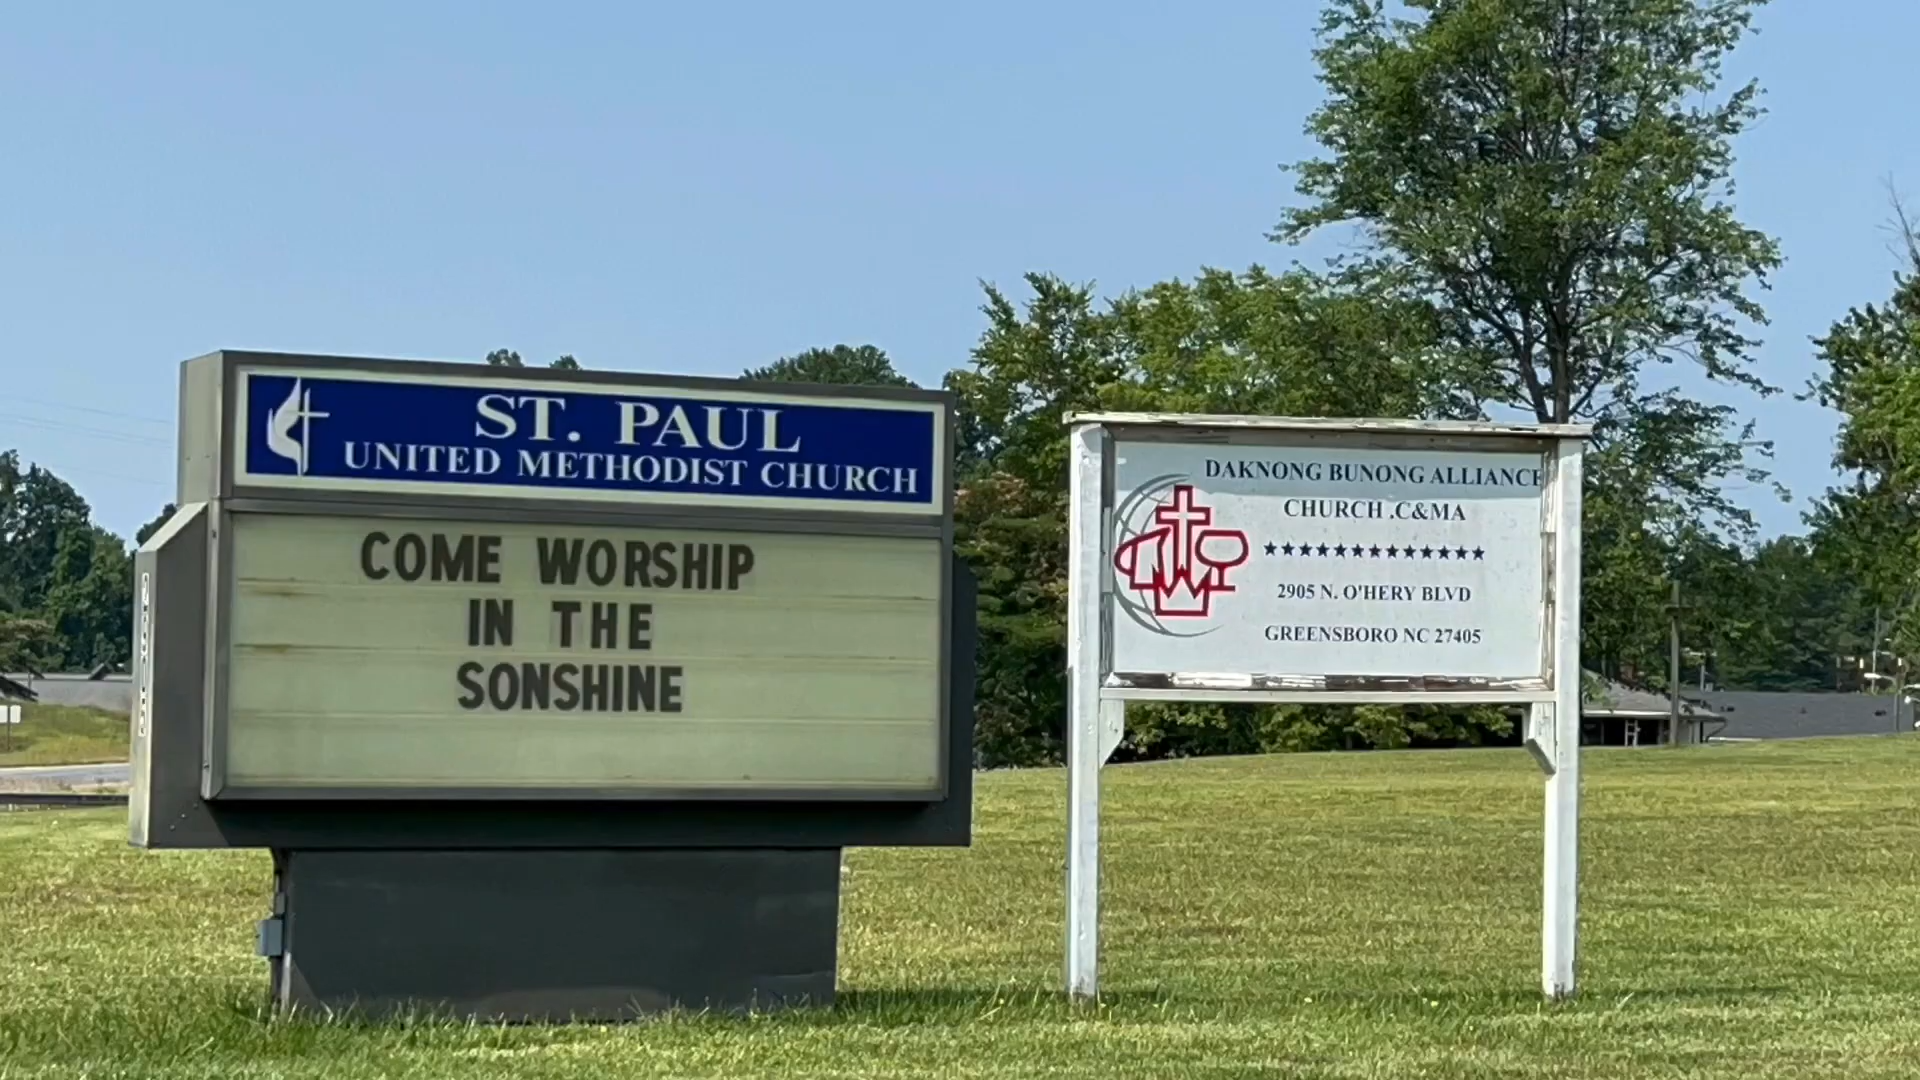 ST. PAUL
UNITED METHODIST CHURCH
COME WORSHIP
IN THE
SONSHINE
DAKNONG BUNONG ALLIANCE
CHURCH .C&MA
★★★★★★★★★★★★★
2905 N. O'HERY BLVD
GREENSBORO NC 27405